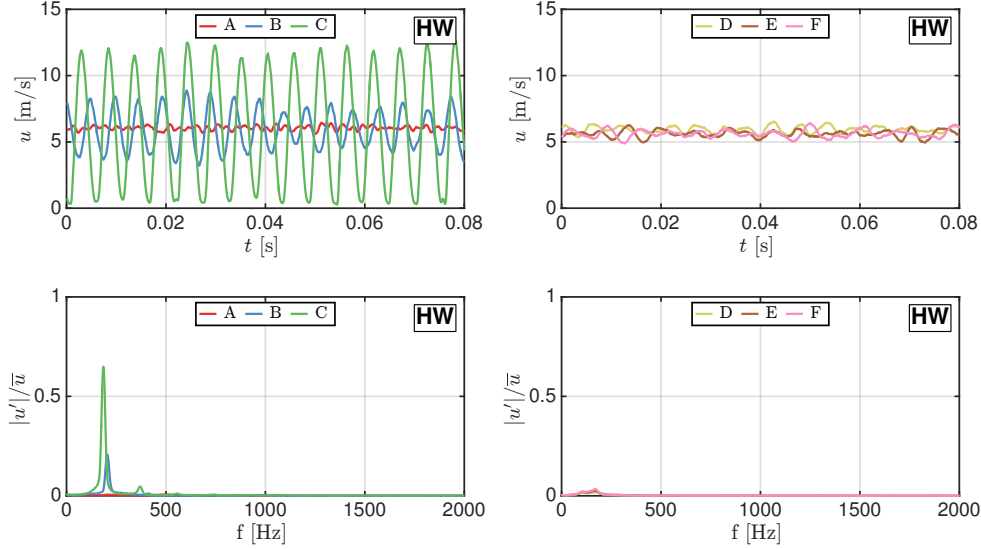 A B C
HW
15
10
5
0
u [m/s]
0 0.02 0.04 0.06 0.08
t [s]
D E F
HW
15
10
5
0
u [m/s]
0 0.02 0.04 0.06 0.08
t [s]
A B C
HW
1
0.5
0
|u′|/u̅
0 500 1000 1500 2000
f [Hz]
D E F
HW
1
0.5
0
|u′|/u̅
0 500 1000 1500 2000
f [Hz]